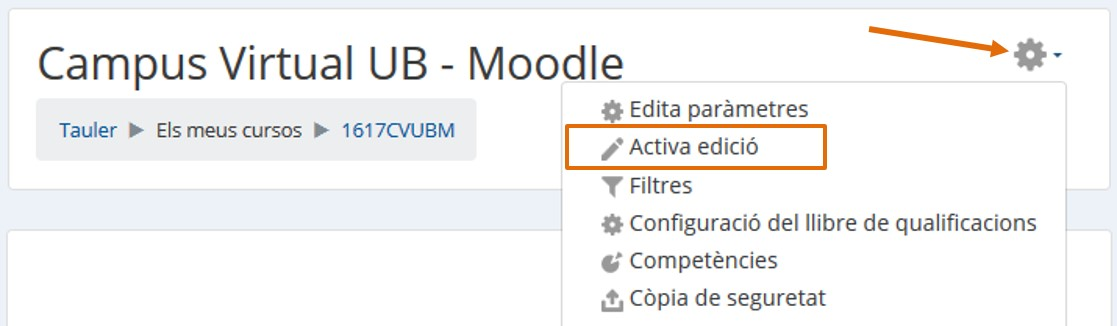 Campus Virtual UB - Moodle
Tauler ▶ Els meus cursos ▶ 1617CVUBM
Edita paràmetres
Activa edició
Filtres
Configuració del llibre de qualificacions
Competències
Còpia de seguretat